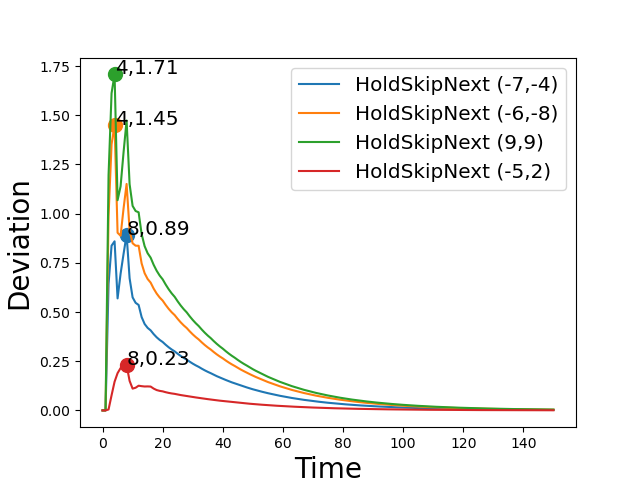 1.75
1.50
1.25
1.00
0.75
0.50
0.25
0.00
Deviation
4,1.71
4,1.45
8,0.89
8,0.23
HoldSkipNext (-7,-4)
HoldSkipNext (-6,-8)
HoldSkipNext (9,9)
HoldSkipNext (-5,2)
0 20 40 60 80 100 120 140
Time